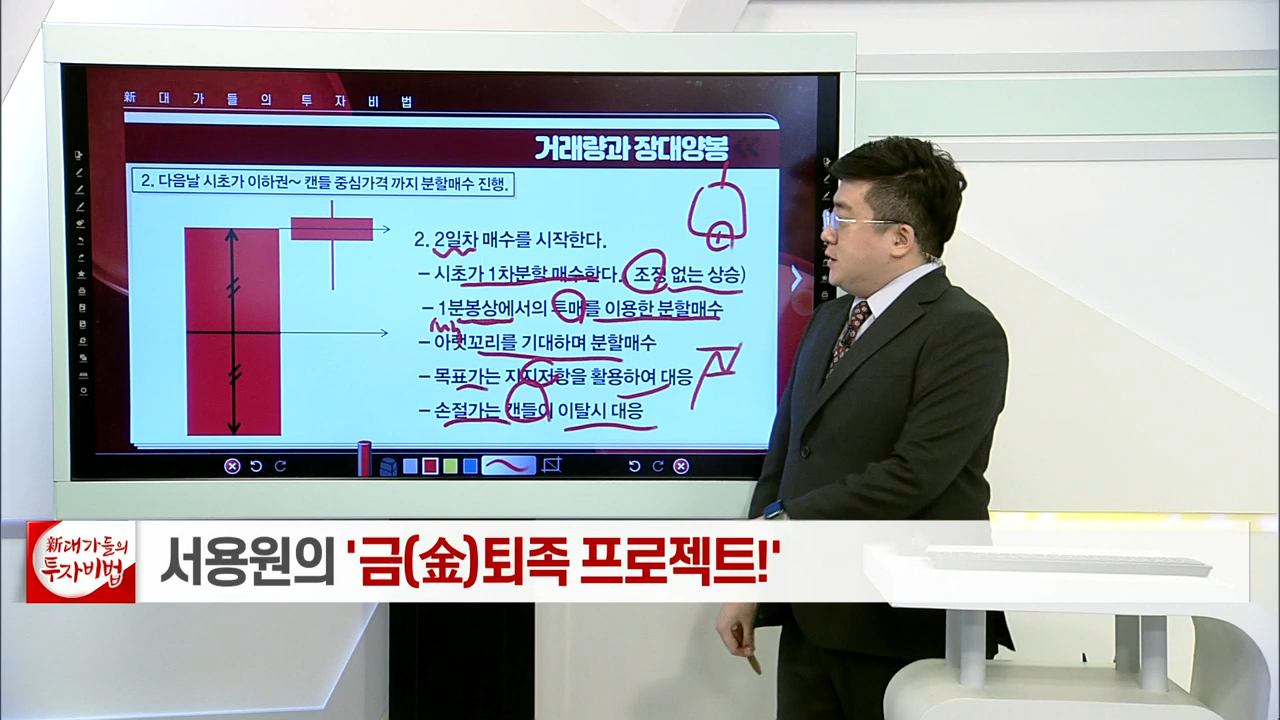 新 대 가 들 의 투 자 비 법
거래량과 장대양봉
2. 다음날 시초가 이하권~ 캔들 중심가격 까지 분할매수 진행.
2. 2일차 매수를 시작한다.
– 시초가 1차분할 매수한다. ( 조정 없는 상승)
– 1분봉상에서의 투매를 이용한 분할매수
– 아랫꼬리를 기대하며 분할매수
– 목표가는 지지저항을 활용하여 대응
– 손절가는 캔들이 이탈시 대응
新대가들의
투자비법
서용원의 '금(金)퇴족 프로젝트!'